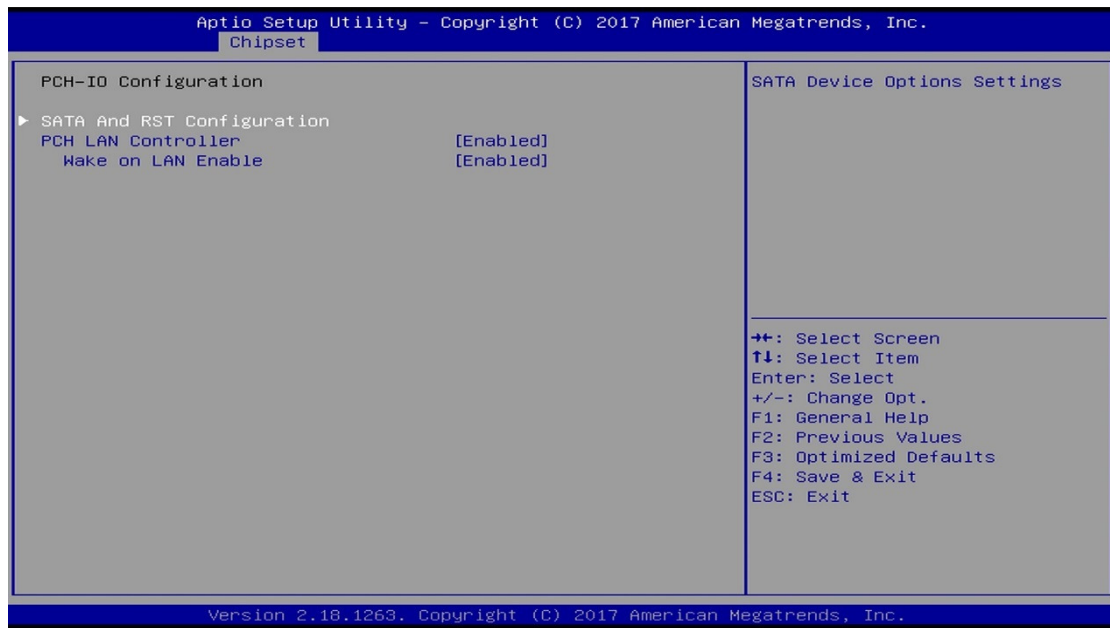 Aptio Setup Utility – Copyright (C) 2017 American Megatrends, Inc.
Chipset
PCH-IO Configuration
▶ SATA And RST Configuration
PCH LAN Controller [Enabled]
Wake on LAN Enable [Enabled]
SATA Device Options Settings
→←: Select Screen
↑↓: Select Item
Enter: Select
+/-: Change Opt.
F1: General Help
F2: Previous Values
F3: Optimized Defaults
F4: Save & Exit
ESC: Exit
Version 2.18.1263. Copyright (C) 2017 American Megatrends, Inc.